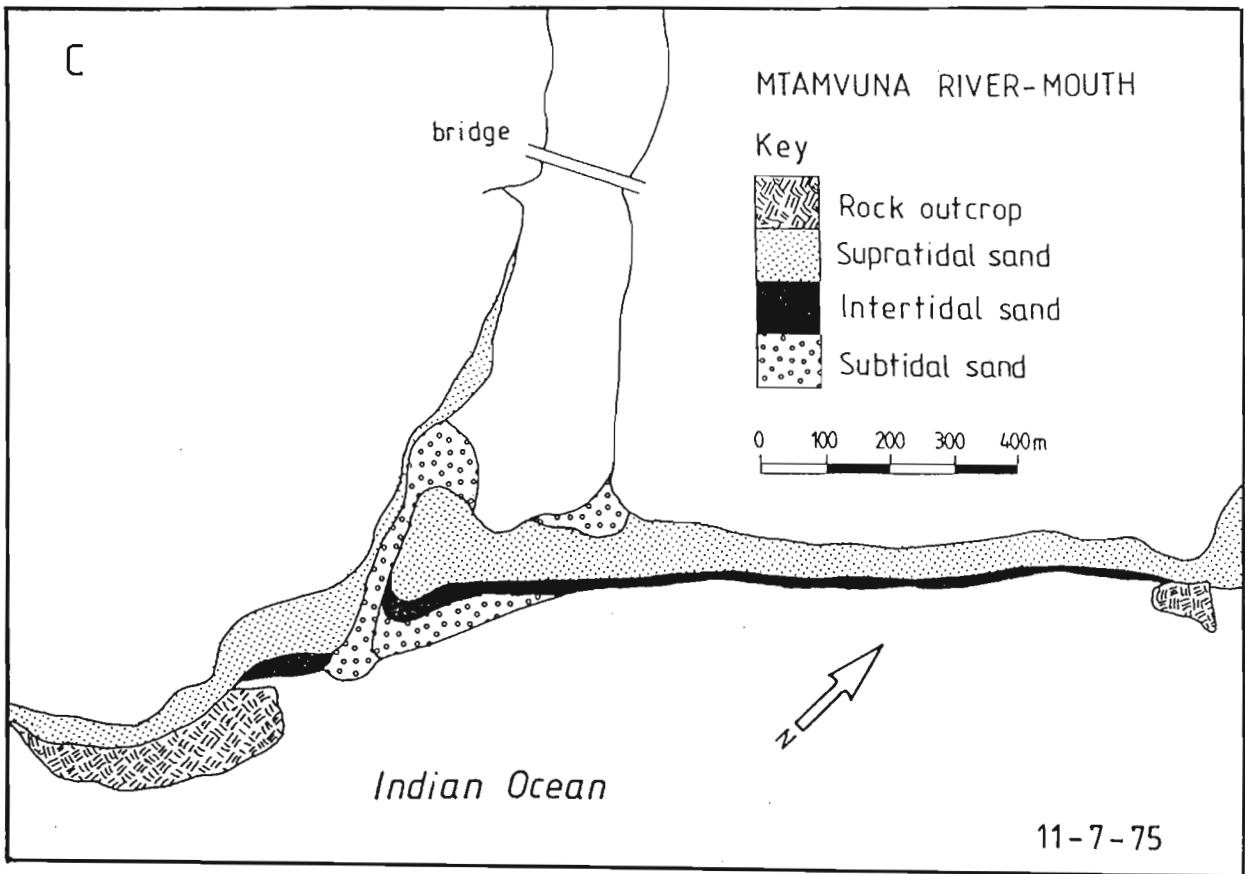 C
MTAMVUNA RIVER-MOUTH
bridge
Key
Rock outcrop
Supratidal sand
Intertidal sand
Subtidal sand
0 100 200 300 400m
N
Indian Ocean
11-7-75